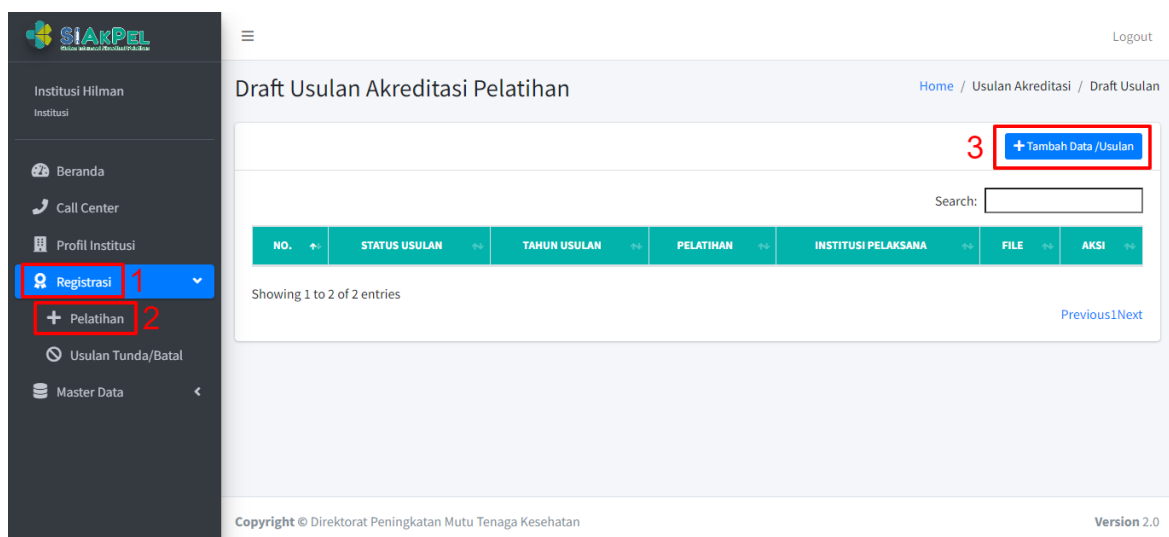 SIAKPEL
Logout
Institusi Hilman
Institusi
Draft Usulan Akreditasi Pelatihan
Home / Usulan Akreditasi / Draft Usulan
3
Tambah Data /Usulan
Beranda
Call Center
Profil Institusi
Registrasi 1
Pelatihan 2
Usulan Tunda/Batal
Master Data
Search:
NO. STATUS USULAN TAHUN USULAN PELATIHAN INSTITUSI PELAKSANA FILE AKSI
Showing 1 to 2 of 2 entries
Previous1Next
Copyright © Direktorat Peningkatan Mutu Tenaga Kesehatan
Version 2.0